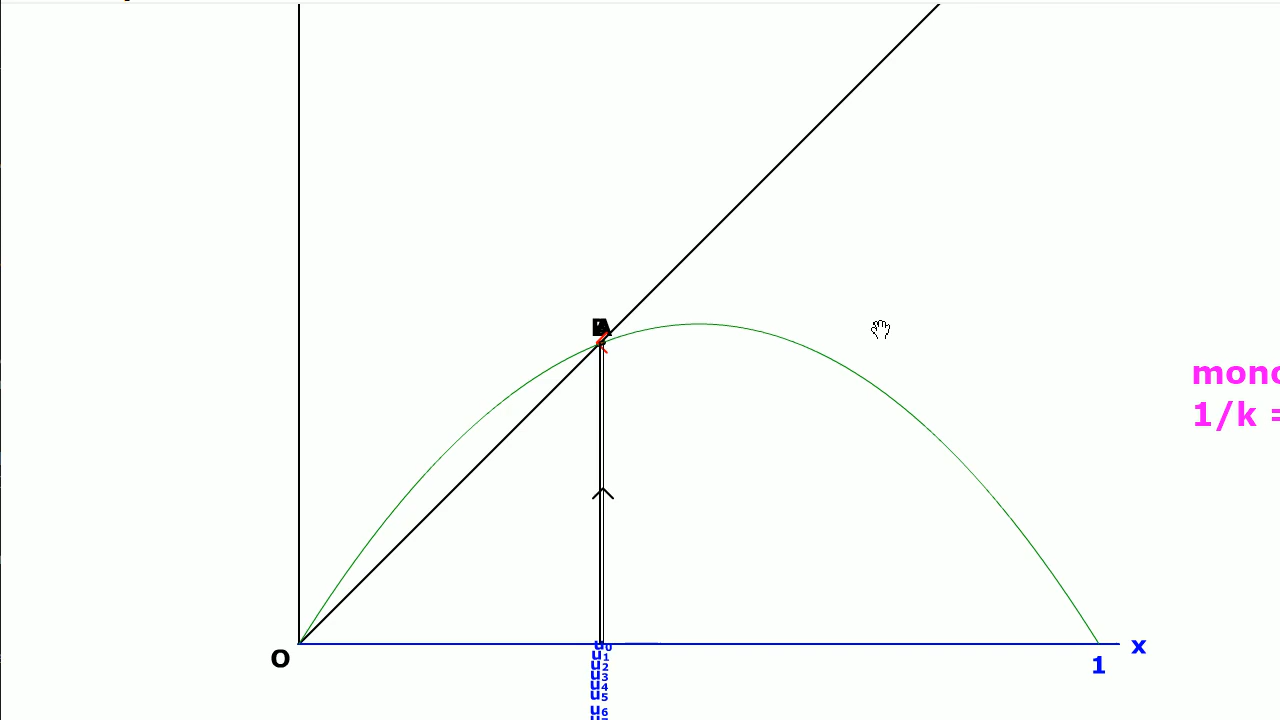 A
mono
1/k =
O
x
1
u₀
u₁
u₂
u₃
u₄
u₅
u₆